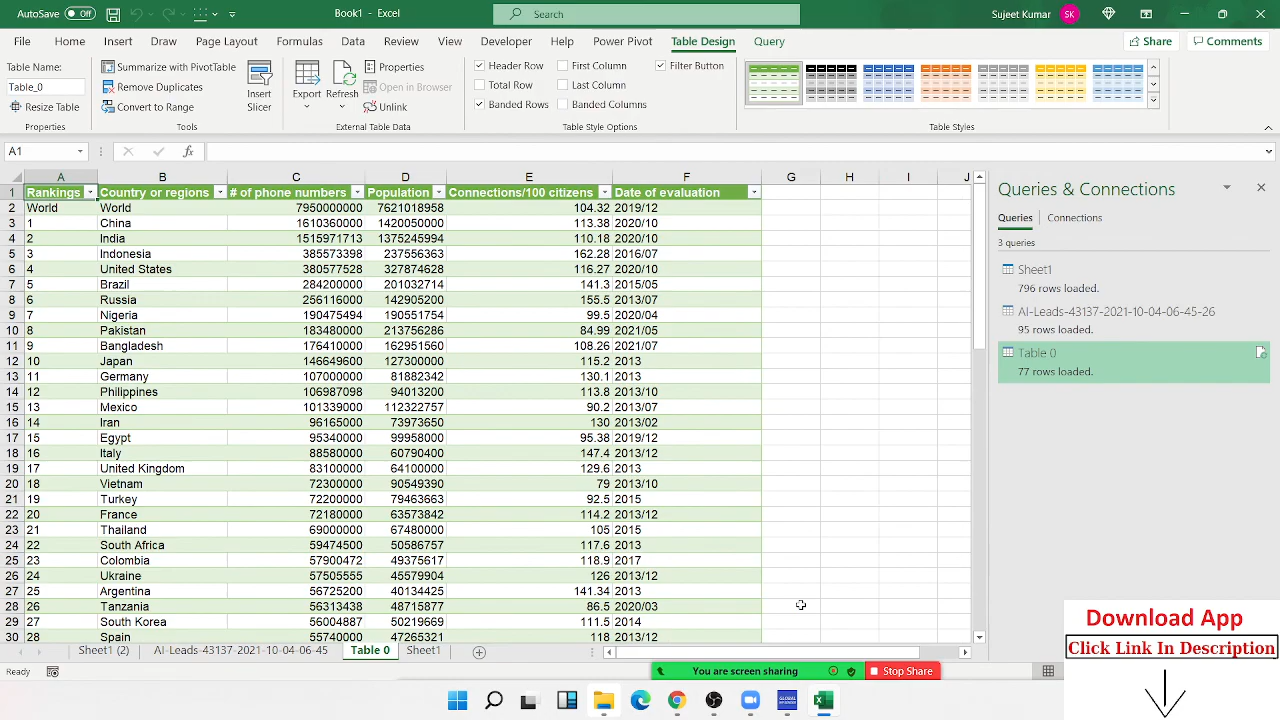 AutoSave Off Book1 - Excel Search Sujeet Kumar SK
File Home Insert Draw Page Layout Formulas Data Review View Developer Help Power Pivot Table Design Query Share Comments
Table Name:
Table_0
Resize Table
Properties
Summarize with PivotTable
Remove Duplicates
Convert to Range
Tools
Insert Slicer
Export Refresh
Properties
Open in Browser
Unlink
External Table Data
Header Row First Column Filter Button
Total Row Last Column
Banded Rows Banded Columns
Table Style Options
Table Styles
A1 fx
A B C D E F G H I J
1 Rankings Country or regions # of phone numbers Population Connections/100 citizens Date of evaluation
2 World World 7950000000 7621018958 104.32 2019/12
3 1 China 1610360000 1420050000 113.38 2020/10
4 2 India 1515971713 1375245994 110.18 2020/10
5 3 Indonesia 385573398 237556363 162.28 2016/07
6 4 United States 350577528 327874628 116.27 2020/10
7 5 Brazil 284200000 201032714 141.3 2015/05
8 6 Russia 256116000 142905200 155.5 2013/07
9 7 Nigeria 190475494 190551754 99.5 2020/04
10 8 Pakistan 183480000 213756286 84.99 2021/05
11 9 Bangladesh 176410000 162951560 108.26 2021/07
12 10 Japan 146649600 127300000 115.2 2013
13 11 Germany 107000000 81882342 130.1 2013
14 12 Philippines 106987098 94013200 113.8 2013/10
15 13 Mexico 101339000 112322757 90.2 2013/07
16 14 Iran 96165000 73973650 130 2013/02
17 15 Egypt 95340000 99958000 95.38 2019/12
18 16 Italy 88580000 60790400 147.4 2013/12
19 17 United Kingdom 83100000 64100000 129.6 2013
20 18 Vietnam 72300000 90549390 79 2013/10
21 19 Turkey 72200000 79463663 92.5 2015
22 20 France 72180000 63573842 114.2 2013/12
23 21 Thailand 69000000 67480000 105 2015
24 22 South Africa 59474500 50586757 117.6 2013
25 23 Colombia 57900472 49375617 118.9 2017
26 24 Ukraine 57505555 45579904 126 2013/12
27 25 Argentina 56725200 40134425 141.34 2013
28 26 Tanzania 56313438 48715877 86.5 2020/03
29 27 South Korea 56004887 50219669 111.5 2014
30 28 Spain 55740000 47265321 118 2013/12
Queries & Connections
Queries Connections
3 queries
Sheet1
796 rows loaded.
AI-Leads-43137-2021-10-04-06-45-26
95 rows loaded.
Table 0
77 rows loaded.
Download App
Click Link In Description
Sheet1 (2) AI-Leads-43137-2021-10-04-06-45 Table 0 Sheet1
Ready
You are screen sharing Stop Share